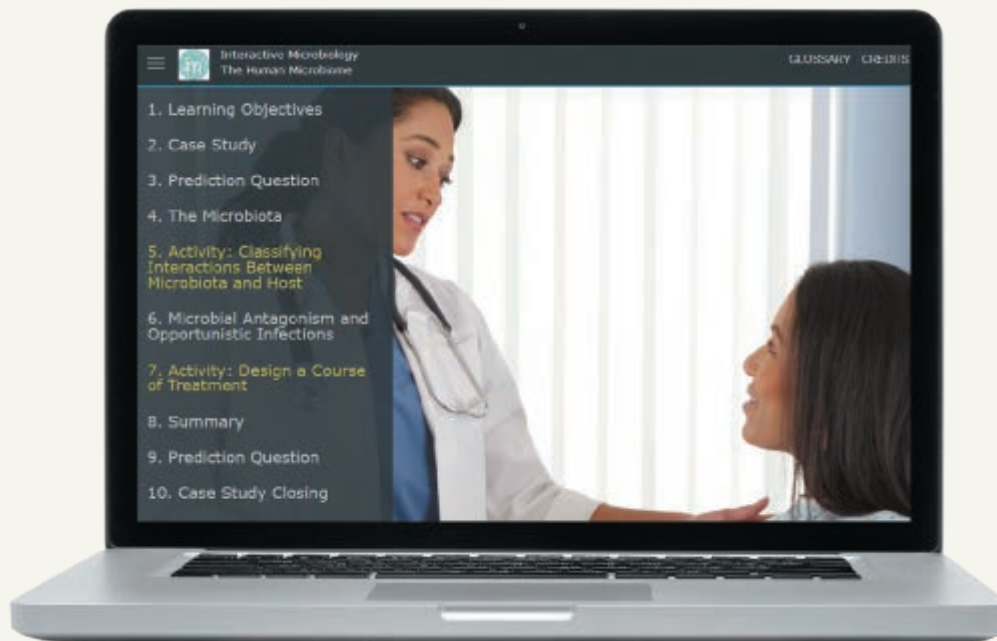 Interactive Microbiology
The Human Microbiome
GLOSSARY CREDITS
1. Learning Objectives
2. Case Study
3. Prediction Question
4. The Microbiota
5. Activity: Classifying
Interactions Between
Microbiota and Host
6. Microbial Antagonism and
Opportunistic Infections
7. Activity: Design a Course
of Treatment
8. Summary
9. Prediction Question
10. Case Study Closing